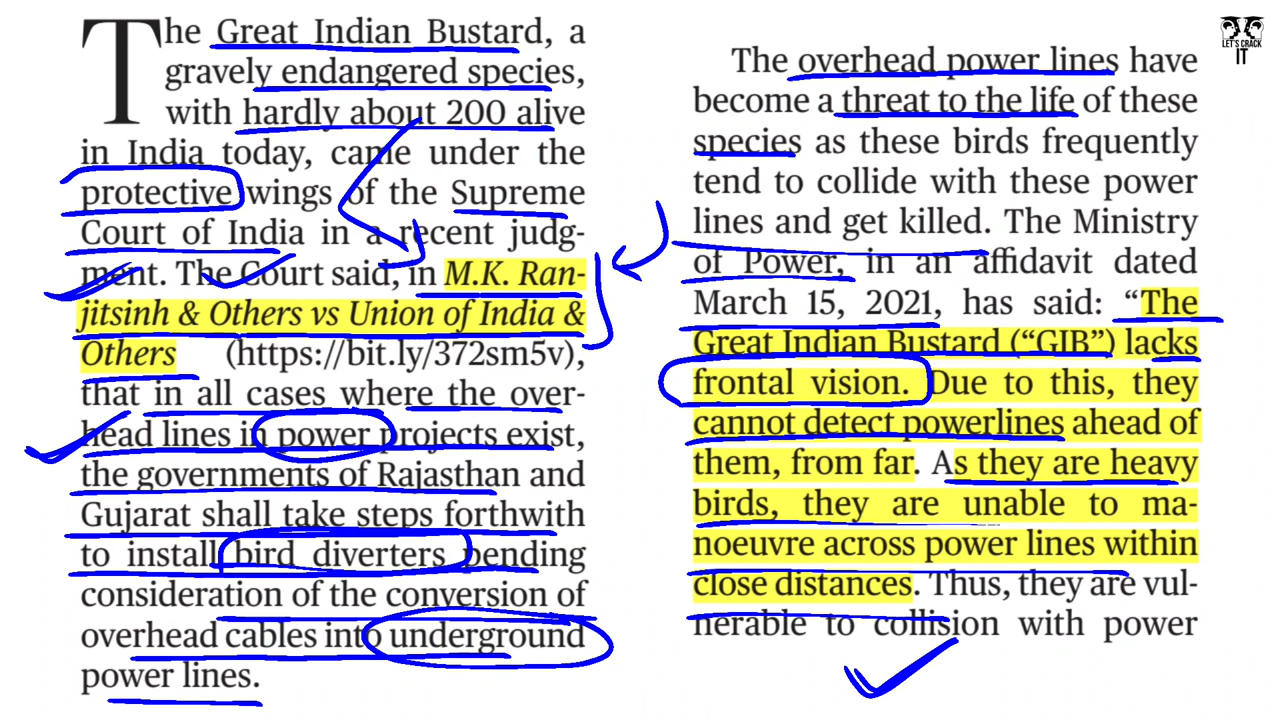 The Great Indian Bustard, a
gravely endangered species,
with hardly about 200 alive
in India today, came under the
protective wings of the Supreme
Court of India in a recent judg-
ment. The Court said, in M.K. Ran-
jitsinh & Others vs Union of India &
Others (https://bit.ly/372sm5v),
that in all cases where the over-
head lines in power projects exist,
the governments of Rajasthan and
Gujarat shall take steps forthwith
to install bird diverters pending
consideration of the conversion of
overhead cables into underground
power lines.
The overhead power lines have
become a threat to the life of these
species as these birds frequently
tend to collide with these power
lines and get killed. The Ministry
of Power, in an affidavit dated
March 15, 2021, has said: “The
Great Indian Bustard (“GIB”) lacks
frontal vision. Due to this, they
cannot detect powerlines ahead of
them, from far. As they are heavy
birds, they are unable to ma-
noeuvre across power lines within
close distances. Thus, they are vul-
nerable to collision with power
LET'S CRACK
IT